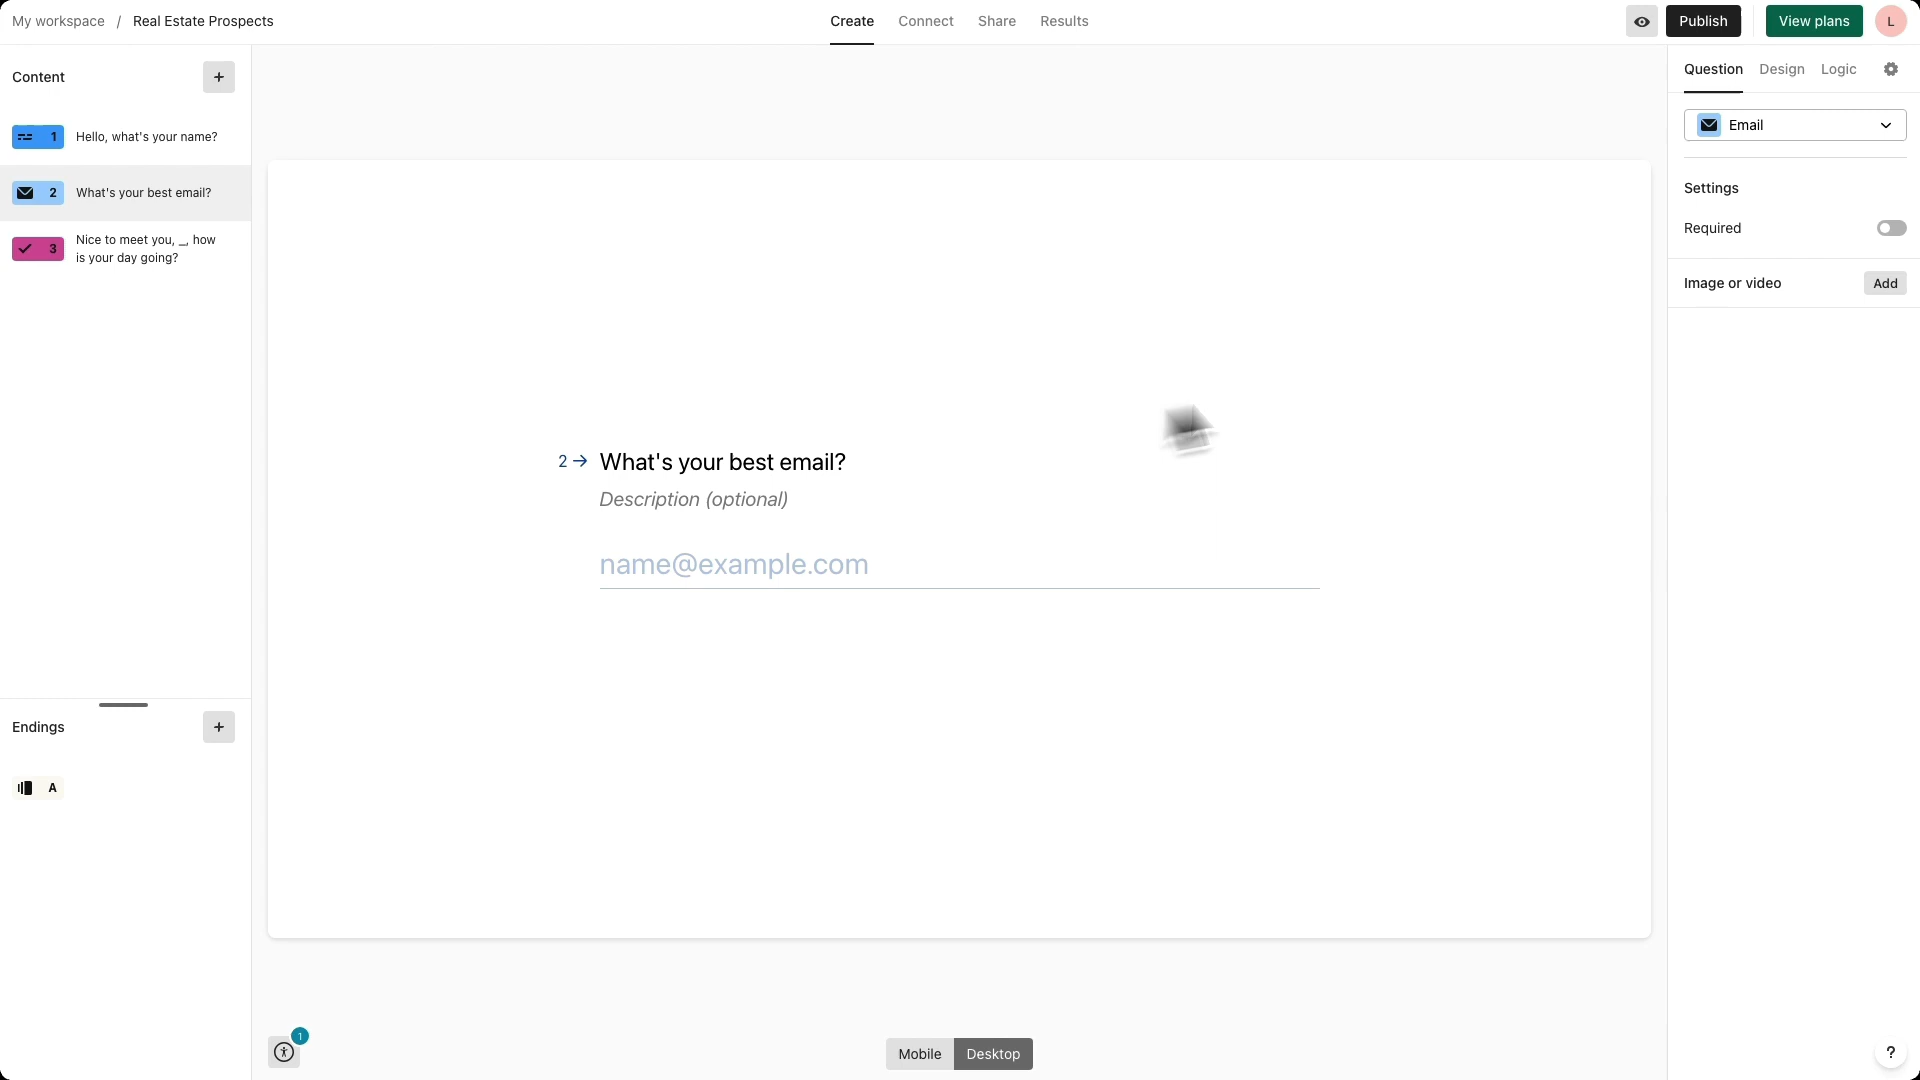 My workspace / Real Estate Prospects
Create Connect Share Results
Publish View plans L
Content +
1 Hello, what's your name?
2 What's your best email?
3 Nice to meet you, _, how
is your day going?
Endings +
A
2 → What's your best email?
Description (optional)
name@example.com
1
Mobile Desktop
Question Design Logic
Email
Settings
Required
Image or video Add
?